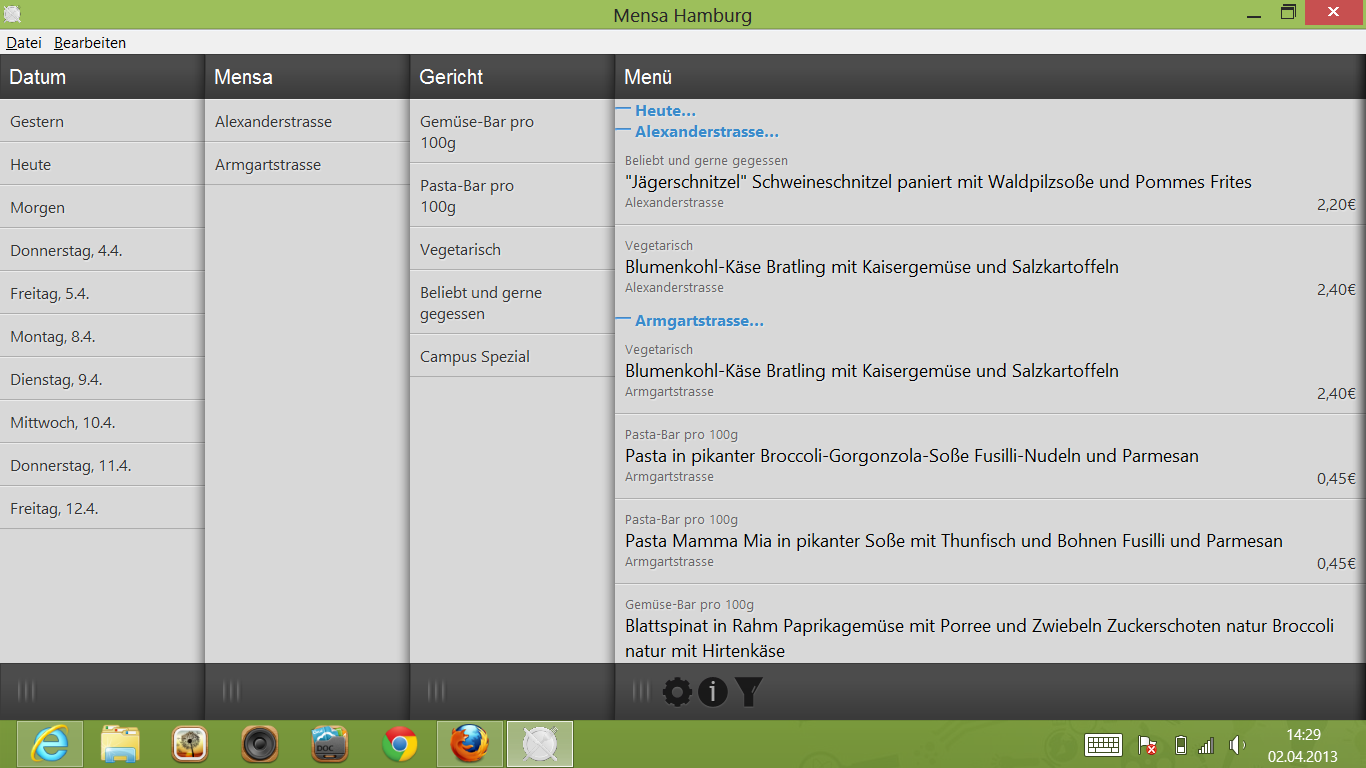 Mensa Hamburg
Datei Bearbeiten
Datum
Gestern
Heute
Morgen
Donnerstag, 4.4.
Freitag, 5.4.
Montag, 8.4.
Dienstag, 9.4.
Mittwoch, 10.4.
Donnerstag, 11.4.
Freitag, 12.4.
Mensa
Alexanderstrasse
Armgartstrasse
Gericht
Gemüse-Bar pro
100g
Pasta-Bar pro
100g
Vegetarisch
Beliebt und gerne
gegessen
Campus Spezial
Menü
Heute...
Alexanderstrasse...
Beliebt und gerne gegessen
"Jägerschnitzel" Schweineschnitzel paniert mit Waldpilzsoße und Pommes Frites
Alexanderstrasse
2,20€
Vegetarisch
Blumenkohl-Käse Bratling mit Kaisergemüse und Salzkartoffeln
Alexanderstrasse
2,40€
Armgartstrasse...
Vegetarisch
Blumenkohl-Käse Bratling mit Kaisergemüse und Salzkartoffeln
Armgartstrasse
2,40€
Pasta-Bar pro 100g
Pasta in pikanter Broccoli-Gorgonzola-Soße Fusilli-Nudeln und Parmesan
Armgartstrasse
0,45€
Pasta-Bar pro 100g
Pasta Mamma Mia in pikanter Soße mit Thunfisch und Bohnen Fusilli und Parmesan
Armgartstrasse
0,45€
Gemüse-Bar pro 100g
Blattspinat in Rahm Paprikagemüse mit Porree und Zwiebeln Zuckerschoten natur Broccoli
natur mit Hirtenkäse
DOC
14:29
02.04.2013